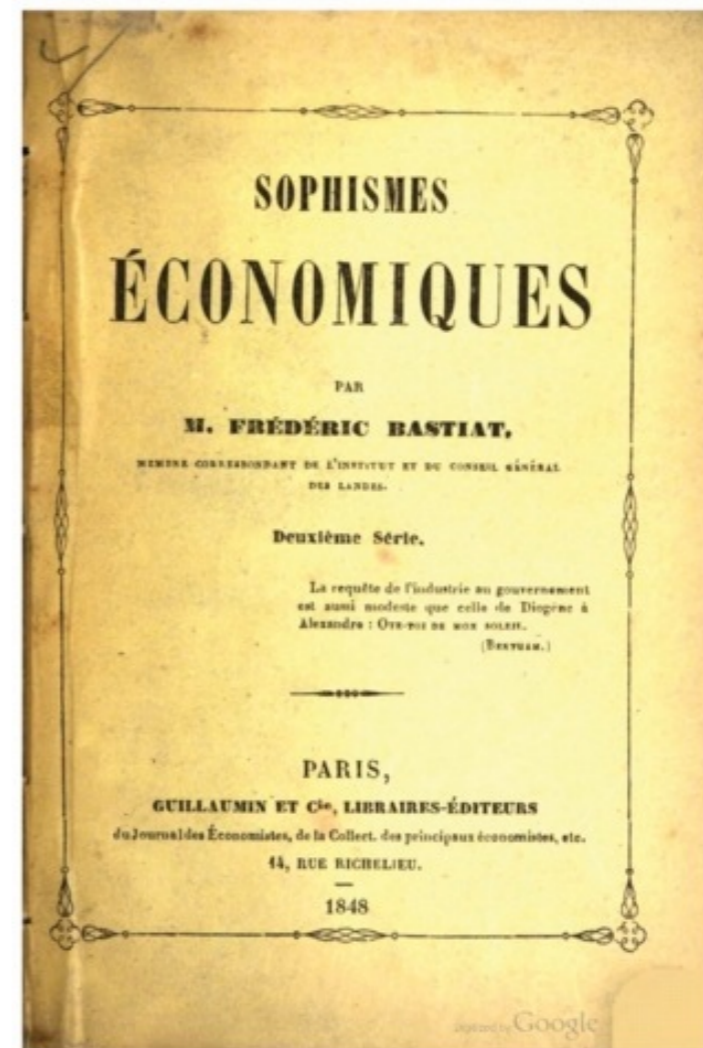 SOPHISMES
ÉCONOMIQUES
PAR
M. FRÉDÉRIC BASTIAT,
MEMBRE CORRESPONDANT DE L'INSTITUT ET DU CONSEIL GÉNÉRAL
DES LANDES.
Deuxième Série.
La requête de l'industrie au gouvernement
est aussi modeste que celle de Diogène à
Alexandre : OTE-TOI DE MON SOLEIL.
(BENTHAM.)
PARIS,
GUILLAUMIN ET Cie, LIBRAIRES-ÉDITEURS
du Journal des Économistes, de la Collect. des principaux économistes, etc.
14, RUE RICHELIEU.
1848
Digitized by Google